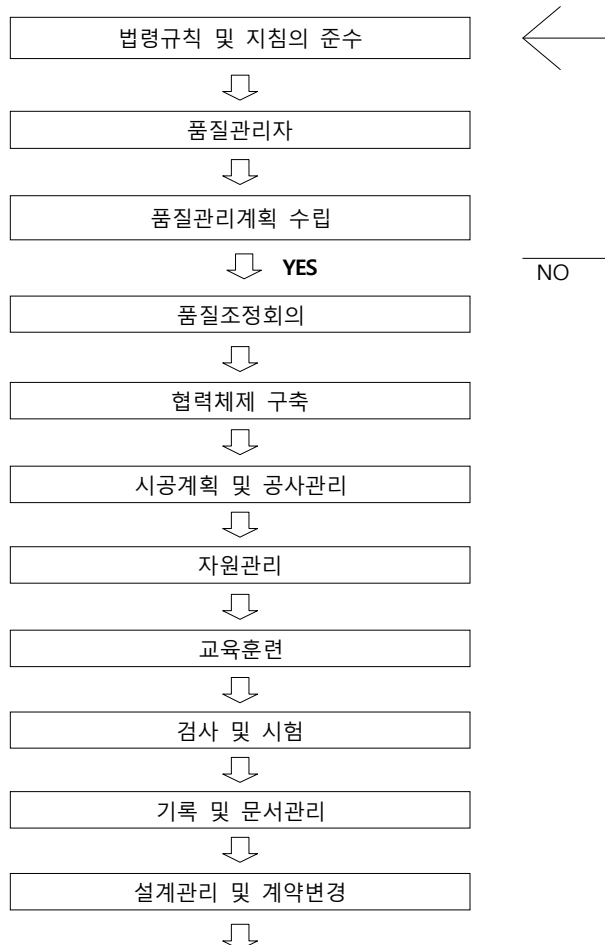 법령규칙 및 지침의 준수
품질관리자
품질관리계획 수립
YES
NO
품질조정회의
협력체제 구축
시공계획 및 공사관리
자원관리
교육훈련
검사 및 시험
기록 및 문서관리
설계관리 및 계약변경